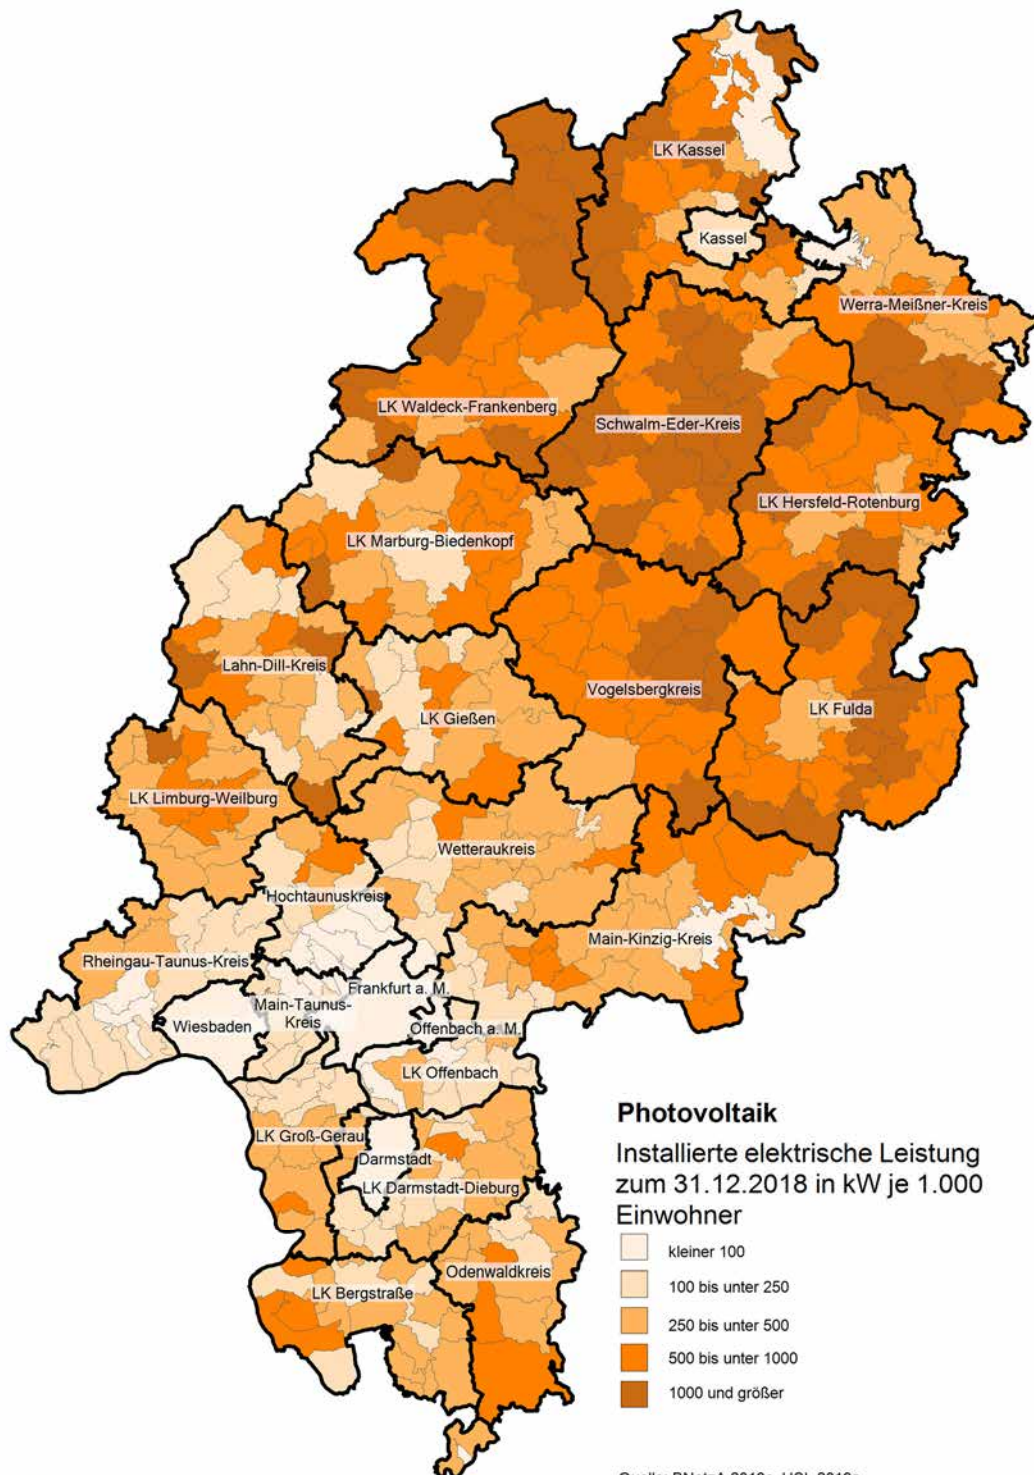 LK Kassel
Kassel
Werra-Meißner-Kreis
LK Waldeck-Frankenberg
Schwalm-Eder-Kreis
LK Hersfeld-Rotenburg
LK Marburg-Biedenkopf
Lahn-Dill-Kreis
Vogelsbergkreis
LK Fulda
LK Gießen
LK Limburg-Weilburg
Wetteraukreis
Hochtaunuskreis
Main-Kinzig-Kreis
Rheingau-Taunus-Kreis
Frankfurt a. M.
Main-Taunus-
Kreis
Wiesbaden
Offenbach a. M.
LK Offenbach
LK Groß-Gerau
Darmstadt
LK Darmstadt-Dieburg
Odenwaldkreis
LK Bergstraße
Photovoltaik
Installierte elektrische Leistung
zum 31.12.2018 in kW je 1.000
Einwohner
kleiner 100
100 bis unter 250
250 bis unter 500
500 bis unter 1000
1000 und größer